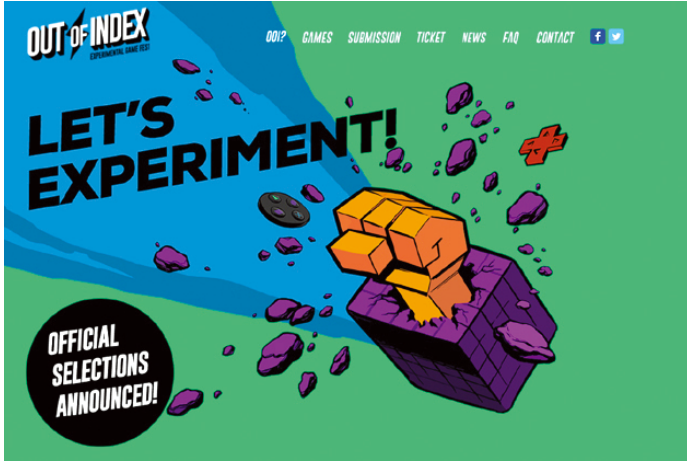 OUT OF INDEX
EXPERIMENTAL GAME FEST
OOI? GAMES SUBMISSION TICKET NEWS FAQ CONTACT f
LET'S
EXPERIMENT!
OFFICIAL
SELECTIONS
ANNOUNCED!